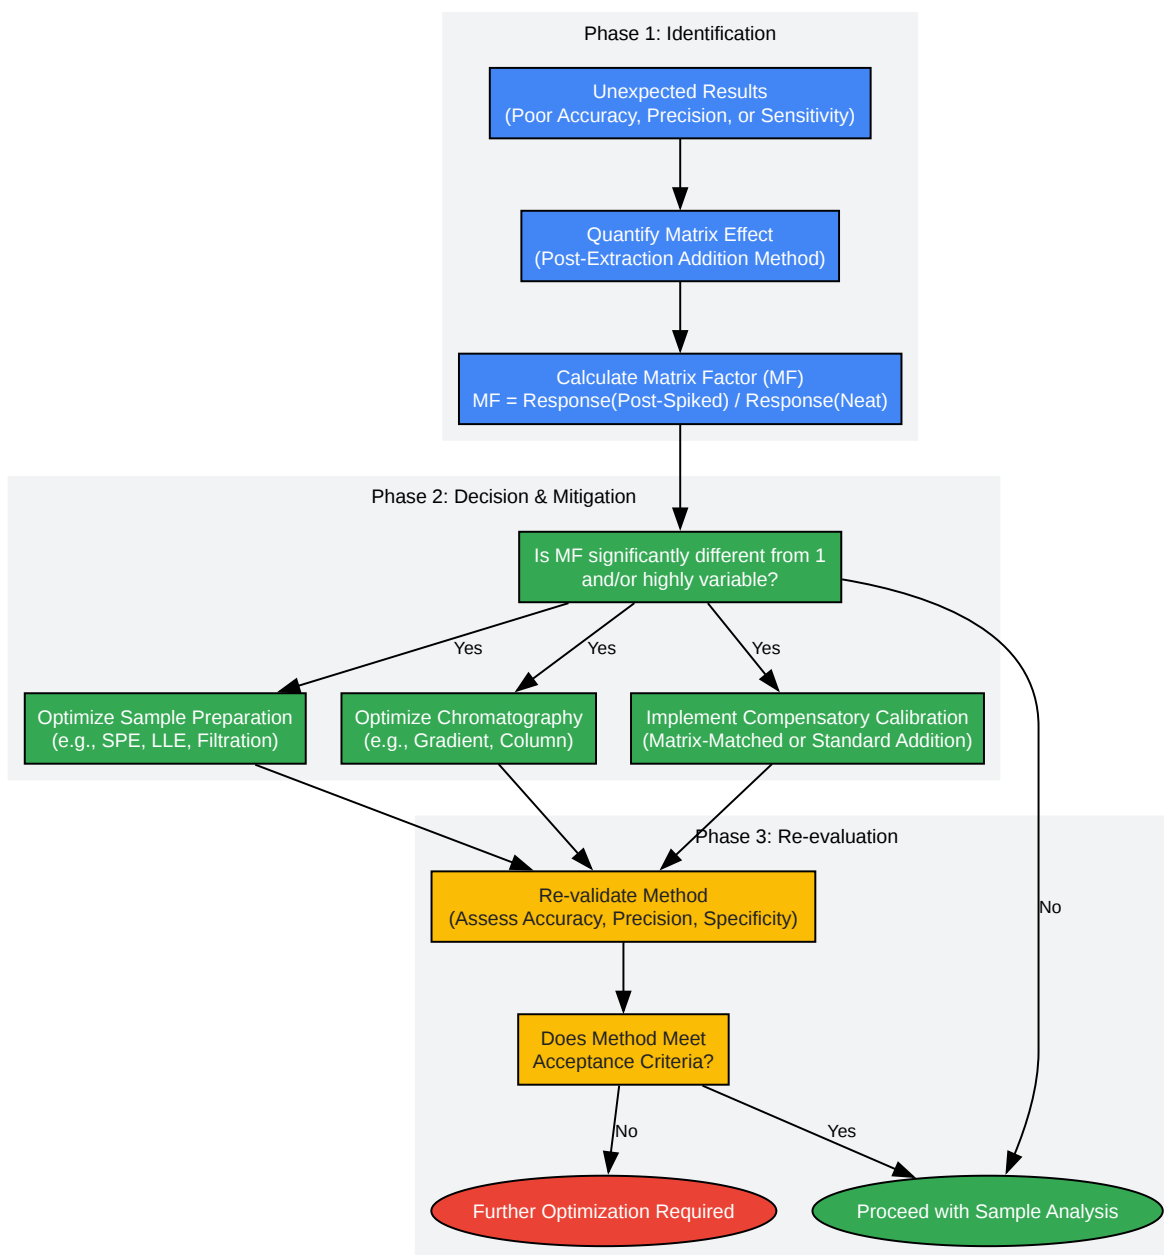 Phase 1: Identification
Unexpected Results
(Poor Accuracy, Precision, or Sensitivity)
Quantify Matrix Effect
(Post-Extraction Addition Method)
Calculate Matrix Factor (MF)
MF = Response(Post-Spiked) / Response(Neat)
Phase 2: Decision & Mitigation
Is MF significantly different from 1
and/or highly variable?
Yes
Yes
Yes
Optimize Sample Preparation
(e.g., SPE, LLE, Filtration)
Optimize Chromatography
(e.g., Gradient, Column)
Implement Compensatory Calibration
(Matrix-Matched or Standard Addition)
Phase 3: Re-evaluation
Re-validate Method
(Assess Accuracy, Precision, Specificity)
No
Does Method Meet
Acceptance Criteria?
No
Yes
Further Optimization Required
Proceed with Sample Analysis